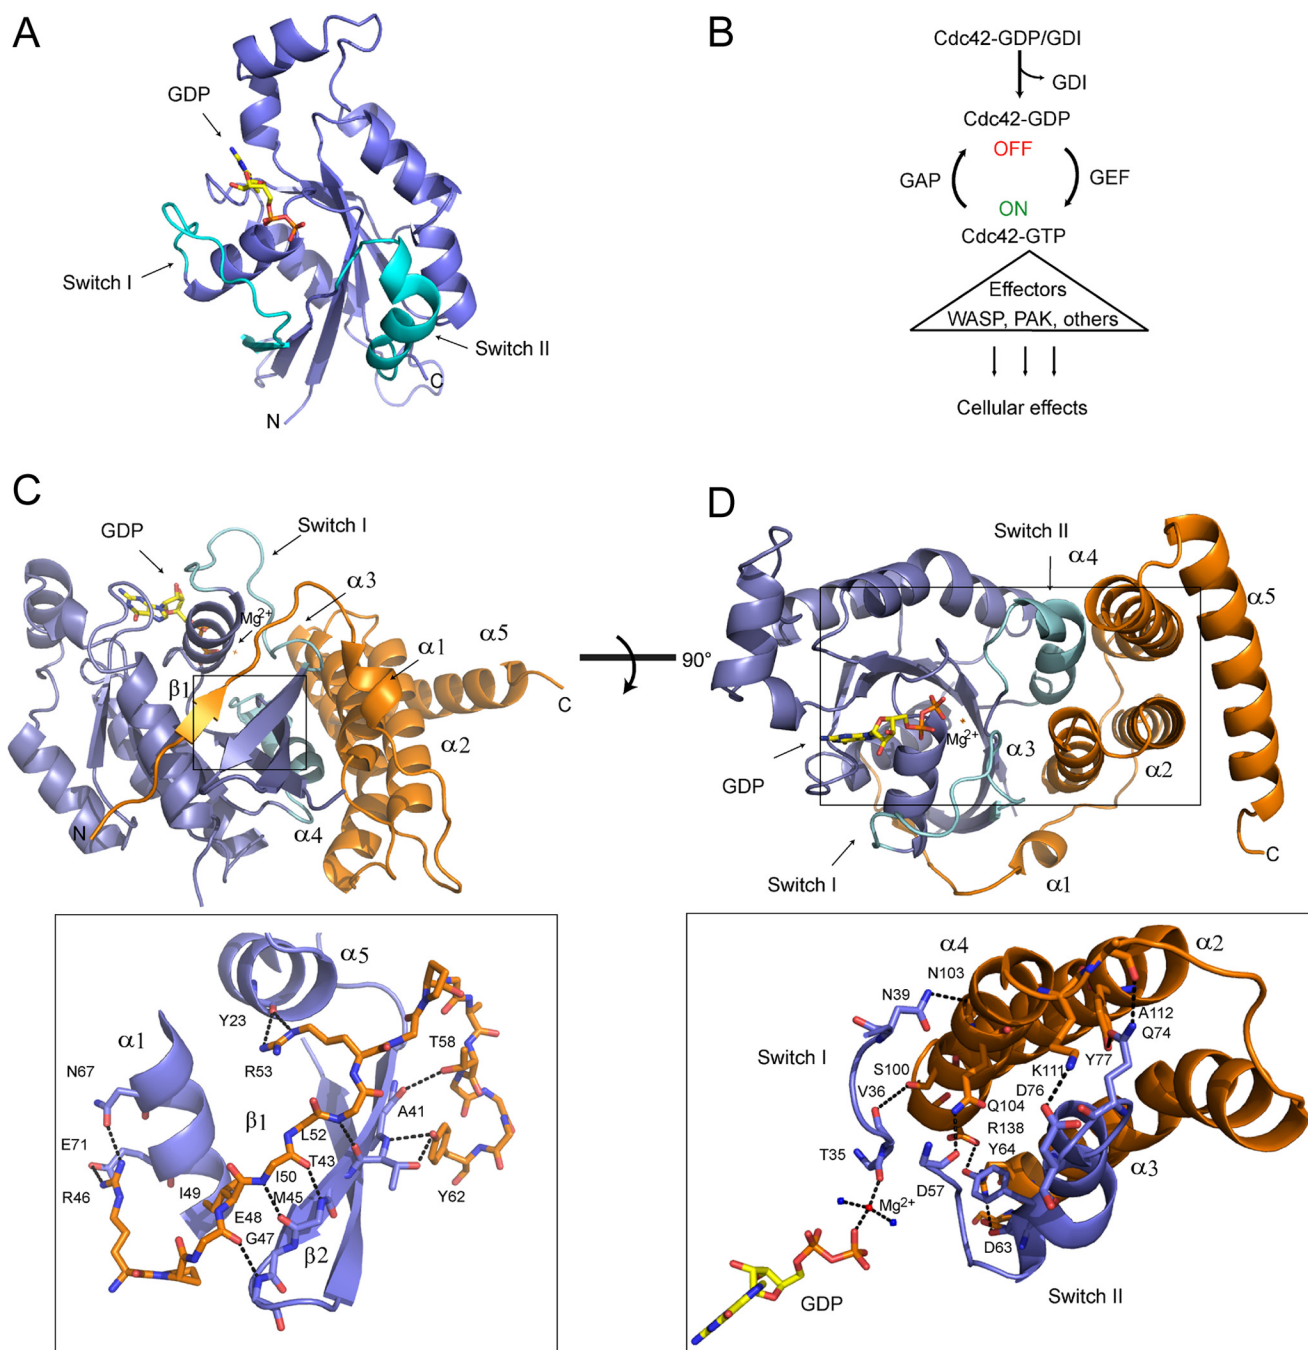 A
GDP
Switch I
Switch II
C
N
B
Cdc42-GDP/GDI
GDI
Cdc42-GDP
OFF
GAP
GEF
ON
Cdc42-GTP
Effectors
WASP, PAK, others
Cellular effects
C
Switch I
GDP
α3
Mg²⁺
α1
α5
β1
C
α2
N
α4
90°
D
Switch II
α4
α5
Mg²⁺
α3
α2
GDP
C
α1
Switch I
α5
Y23
α1
T58
N67
R53
A41
β1
E71
L52
T43
I49
I50
R46
M45
Y62
E48
G47
β2
α4
α2
N103
N39
A112
Switch I
S100
Y77
Q74
V36
K111
D76
Q104
R138
T35
Y64
α3
D57
Mg²⁺
D63
GDP
Switch II